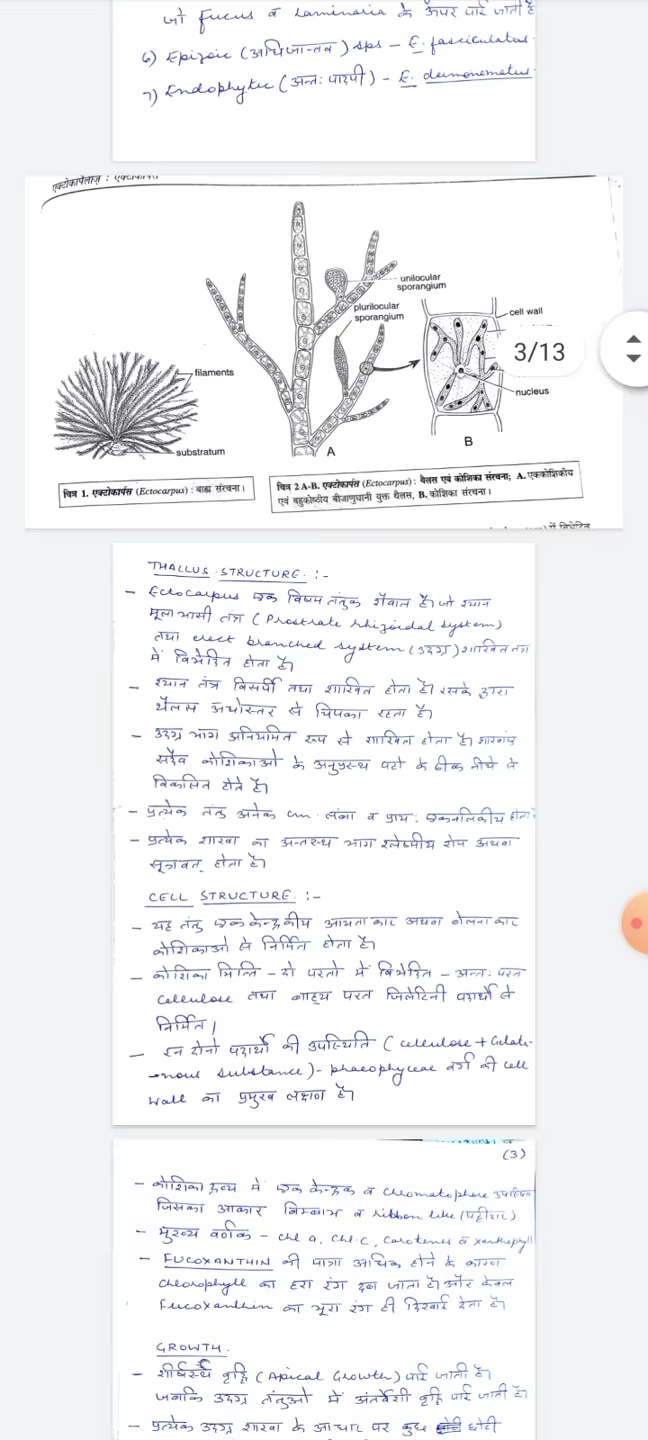 जो Fucus व Laminaria के ऊपर पाई जाती है
6) Epizoic (अधिजान्तव) sps – E. fasciculatus.
7) Endophytic (अन्तः पादपी) – E.
एक्टोकार्पेलीज़ : एक्टोकार्पस
unilocular
sporangium
plurilocular
sporangium
cell wall
3/13
filaments
nucleus
substratum
A
B
चित्र 1. एक्टोकार्पस (Ectocarpus) : बाह्य संरचना।
चित्र 2 A-B. एक्टोकार्पस (Ectocarpus) : थैलस एवं कोशिका संरचना; A. एककोशिकीय
एवं बहुकोष्ठीय बीजाणुधानी युक्त थैलस, B. कोशिका संरचना।
में विभेदित
THALLUS STRUCTURE :-
- Ectocarpus एक विषम तंतुक शैवाल है। जो श्यान
मूलाभासी तंत्र (Prostrate rhizoidal system)
तथा erect branched system (उदग्र) शाखित तंत्र
में विभेदित होता है।
- श्यान तंत्र विसर्पी तथा शाखित होता है। इसके द्वारा
थैलस अधोस्तर से चिपका रहता है।
- उदग्र भाग अनियमित रूप से शाखित होता है। शाखाएं
सदैव कोशिकाओं के अनुप्रस्थ पटो के ठीक नीचे से
विकसित होते है।
- प्रत्येक तंतु अनेक cm. लंबा व प्राय: एकनलिकीय होता
- प्रत्येक शाखा का अन्तस्थ भाग श्लेष्मीय रोम अथवा
सूत्रवत् होता है।
CELL STRUCTURE :-
- यह तंतु एक केन्द्रकीय आयताकार अथवा बेलनाकार
कोशिकाओं से निर्मित होता है।
- कोशिका भित्ति - दो परतो में विभेदित - अन्त: परत
Cellulose तथा बाह्य परत जिलेटिनी पदार्थो से
निर्मित।
- इन दोनो पदार्थो की उपस्थिति (cellulose + Gelati-
-nous substance) - phaeophyceae वर्ग की cell
wall का प्रमुख लक्षण है।
(3)
- कोशिका द्रव्य में एक केन्द्रक व chromatophore उपस्थित
जिसका आकार बिम्बाभ व ribbon like (पट्टीदार)
- मुख्य वर्णक - chl a, chl-c, carotenes व xanthophyll
- FUCOXANTHIN की मात्रा अधिक होने के कारण
chlorophyll का हरा रंग दब जाता है। और केवल
Fucoxanthin का भूरा रंग ही दिखाई देता है।
GROWTH.
- शीर्षस्थ वृद्दि (Apical Growth) पाई जाती है।
जबकि उदग्र तंतुओ में अंतर्वेशी वृद्दि पाई जाती है।
- प्रत्येक उदग्र शाखा के आधार पर कुछ छोटी